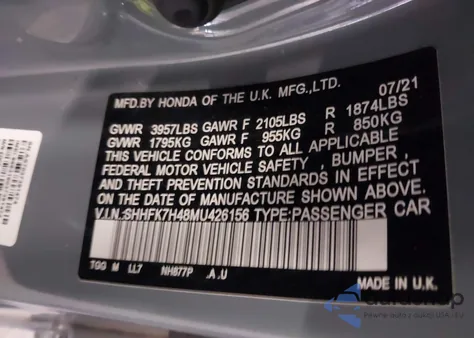 MFD.BY HONDA OF THE U.K. MFG.,LTD. 07/21
GVWR 3957LBS GAWR F 2105LBS R 1874LBS
GVWR 1795KG GAWR F 955KG R 850KG
THIS VEHICLE CONFORMS TO ALL APPLICABLE
FEDERAL MOTOR VEHICLE SAFETY , BUMPER,
AND THEFT PREVENTION STANDARDS IN EFFECT
ON THE DATE OF MANUFACTURE SHOWN ABOVE.
V.I.N.:SHHFK7H48MU426156 TYPE:PASSENGER CAR
TGG M LL7 NH877P .A.U
MADE IN U.K.